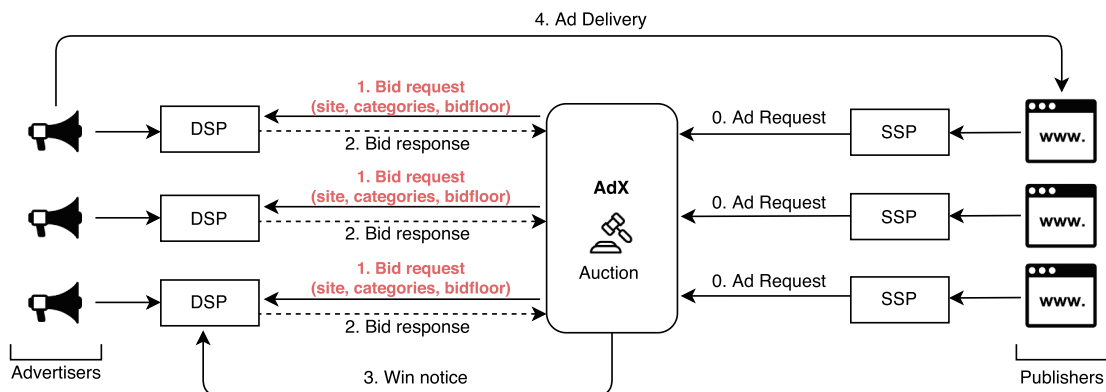 4. Ad Delivery
1. Bid request
(site, categories, bidfloor)
DSP
2. Bid response
0. Ad Request
SSP
www.
1. Bid request
(site, categories, bidfloor)
DSP
2. Bid response
AdX
Auction
0. Ad Request
SSP
www.
1. Bid request
(site, categories, bidfloor)
DSP
2. Bid response
0. Ad Request
SSP
www.
Advertisers
3. Win notice
Publishers